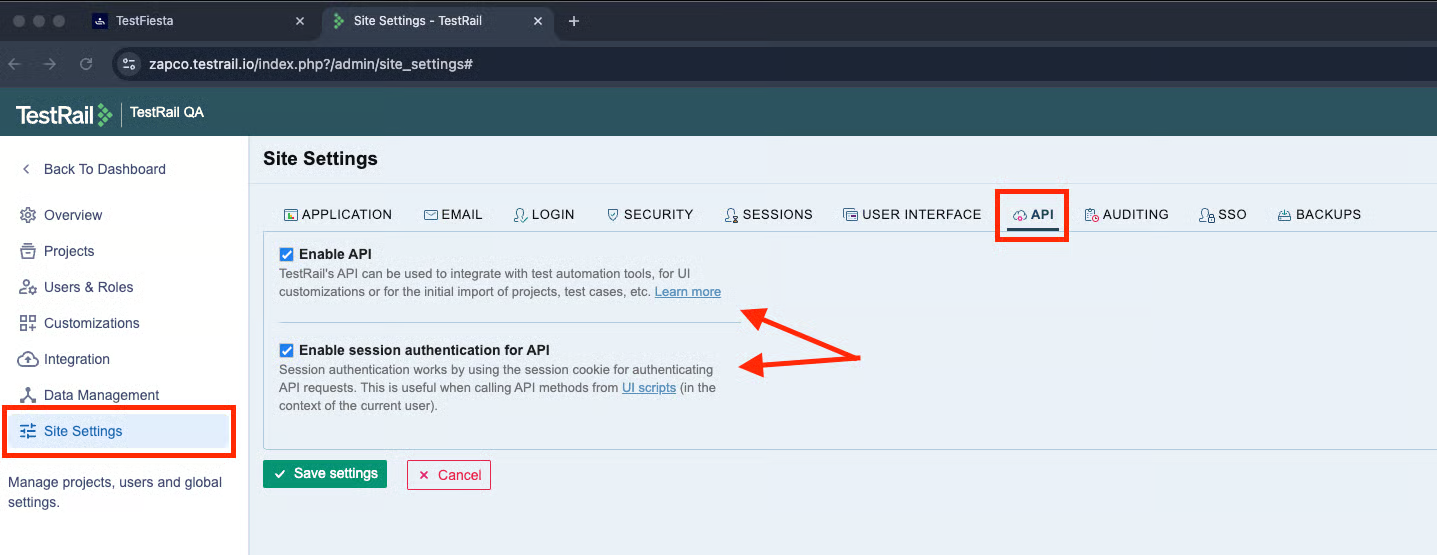 TestFiesta
Site Settings - TestRail
zapco.testrail.io/index.php?/admin/site_settings#
TestRail
TestRail QA
Back To Dashboard
Overview
Projects
Users & Roles
Customizations
Integration
Data Management
Site Settings
Manage projects, users and global
settings.
Site Settings
APPLICATION EMAIL LOGIN SECURITY SESSIONS USER INTERFACE API AUDITING SSO BACKUPS
Enable API
TestRail's API can be used to integrate with test automation tools, for UI
customizations or for the initial import of projects, test cases, etc. Learn more
Enable session authentication for API
Session authentication works by using the session cookie for authenticating
API requests. This is useful when calling API methods from UI scripts (in the
context of the current user).
Save settings
Cancel